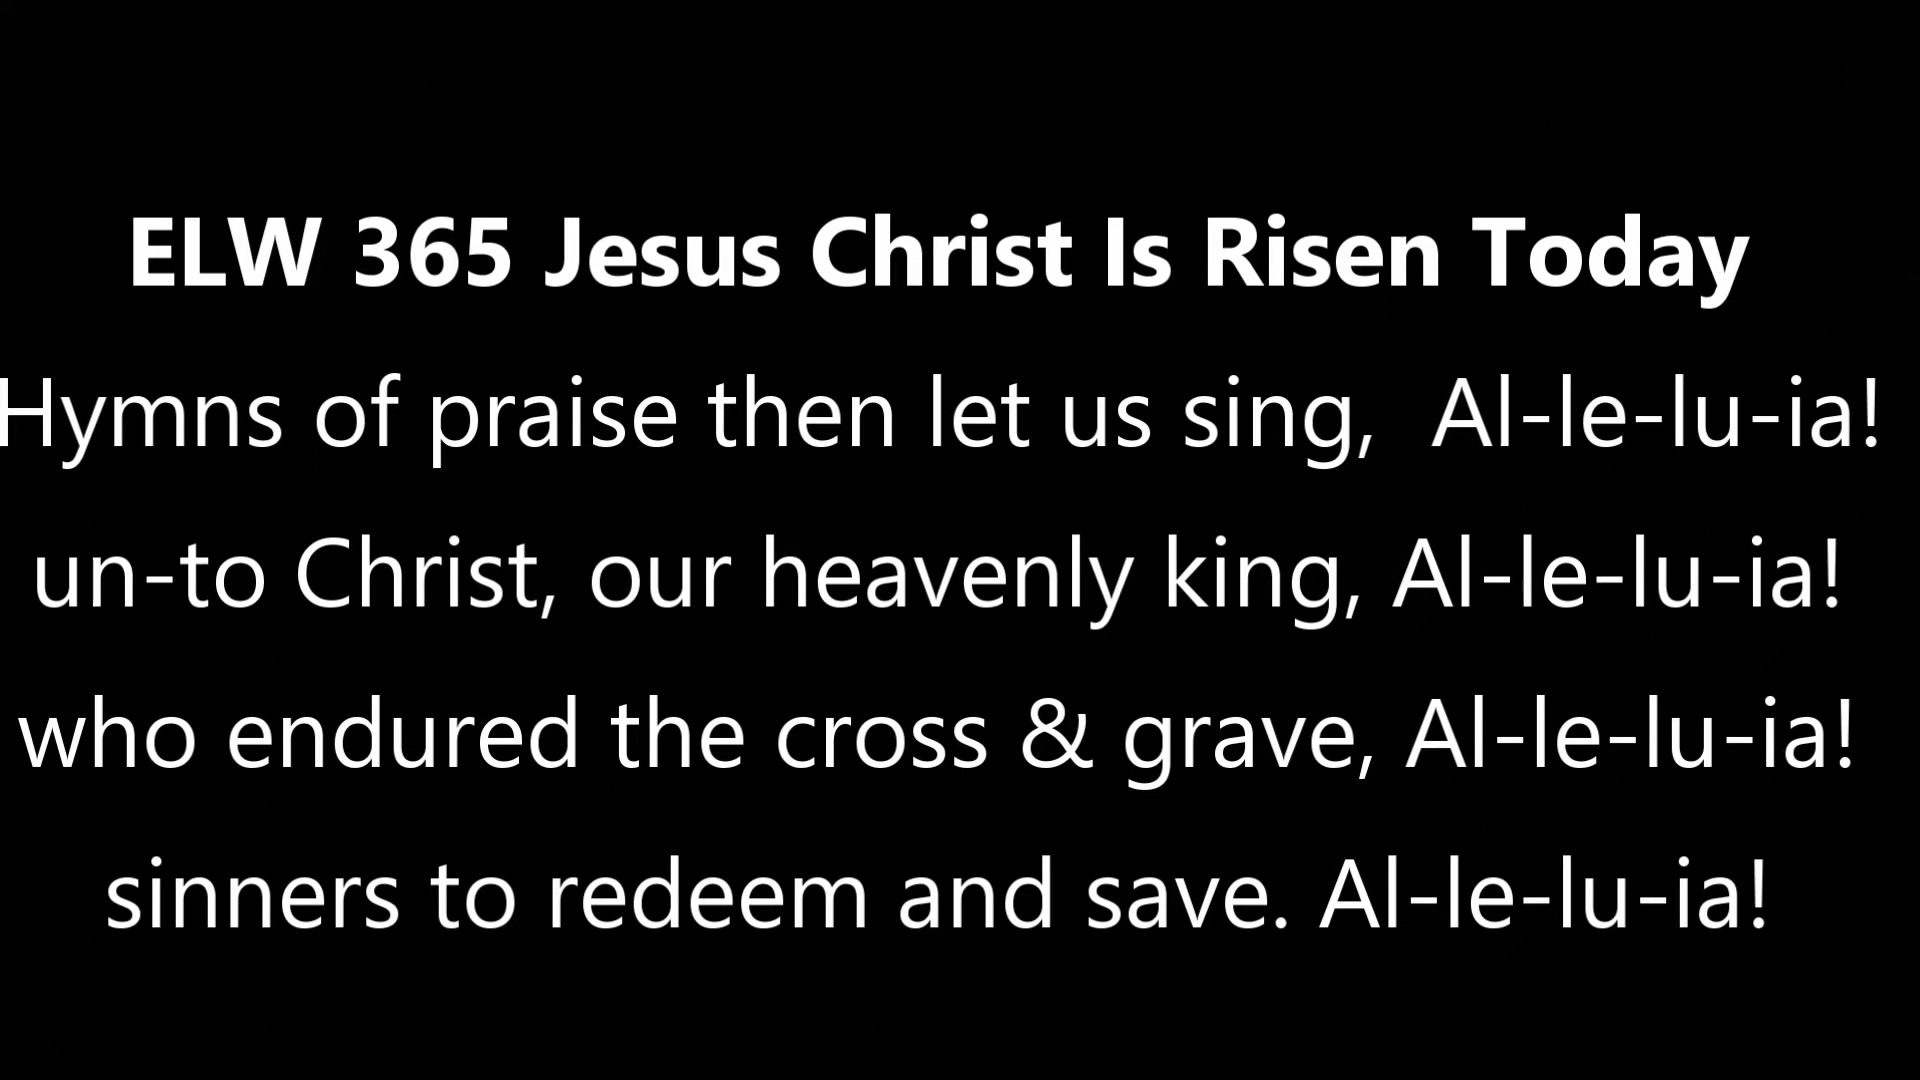 ELW 365 Jesus Christ Is Risen Today
Hymns of praise then let us sing,  Al-le-lu-ia!
un-to Christ, our heavenly king, Al-le-lu-ia!
who endured the cross & grave, Al-le-lu-ia!
sinners to redeem and save. Al-le-lu-ia!